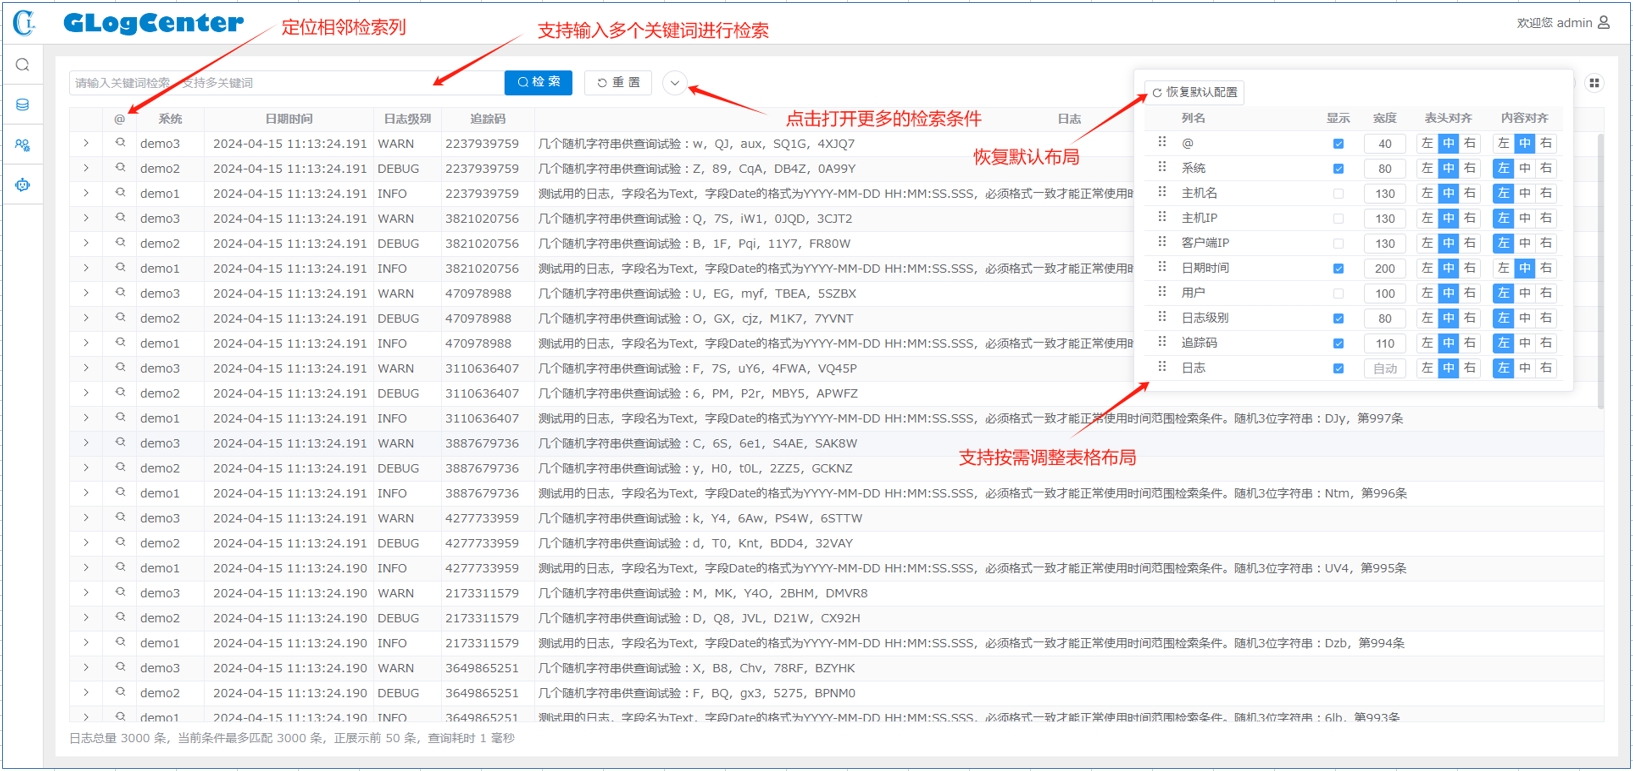 GLogCenter
定位相邻检索列
支持输入多个关键词进行检索
欢迎您 admin
请输入关键词检索，支持多关键词
检 索
重 置
点击打开更多的检索条件
恢复默认布局
支持按需调整表格布局
@ 系统 日期时间 日志级别 追踪码 日志
demo3 2024-04-15 11:13:24.191 WARN 2237939759 几个随机字符串供查询试验：w，QJ，aux，SQ1G，4XJQ7
demo2 2024-04-15 11:13:24.191 DEBUG 2237939759 几个随机字符串供查询试验：Z，89，CqA，DB4Z，0A99Y
demo1 2024-04-15 11:13:24.191 INFO 2237939759 测试用的日志，字段名为Text，字段Date的格式为YYYY-MM-DD HH:MM:SS.SSS，必须格式一致才能正常使用时
demo3 2024-04-15 11:13:24.191 WARN 3821020756 几个随机字符串供查询试验：Q，7S，iW1，0JQD，3CJT2
demo2 2024-04-15 11:13:24.191 DEBUG 3821020756 几个随机字符串供查询试验：B，1F，Pqi，11Y7，FR80W
demo1 2024-04-15 11:13:24.191 INFO 3821020756 测试用的日志，字段名为Text，字段Date的格式为YYYY-MM-DD HH:MM:SS.SSS，必须格式一致才能正常使用时
demo3 2024-04-15 11:13:24.191 WARN 470978988 几个随机字符串供查询试验：U，EG，myf，TBEA，5SZBX
demo2 2024-04-15 11:13:24.191 DEBUG 470978988 几个随机字符串供查询试验：O，GX，cjz，M1K7，7YVNT
demo1 2024-04-15 11:13:24.191 INFO 470978988 测试用的日志，字段名为Text，字段Date的格式为YYYY-MM-DD HH:MM:SS.SSS，必须格式一致才能正常使用时
demo3 2024-04-15 11:13:24.191 WARN 3110636407 几个随机字符串供查询试验：F，7S，uY6，4FWA，VQ45P
demo2 2024-04-15 11:13:24.191 DEBUG 3110636407 几个随机字符串供查询试验：6，PM，P2r，MBY5，APWFZ
demo1 2024-04-15 11:13:24.191 INFO 3110636407 测试用的日志，字段名为Text，字段Date的格式为YYYY-MM-DD HH:MM:SS.SSS，必须格式一致才能正常使用时间范围检索条件。随机3位字符串：DJy，第997条
demo3 2024-04-15 11:13:24.191 WARN 3887679736 几个随机字符串供查询试验：C，6S，6e1，S4AE，SAK8W
demo2 2024-04-15 11:13:24.191 DEBUG 3887679736 几个随机字符串供查询试验：y，H0，t0L，2ZZ5，GCKNZ
demo1 2024-04-15 11:13:24.191 INFO 3887679736 测试用的日志，字段名为Text，字段Date的格式为YYYY-MM-DD HH:MM:SS.SSS，必须格式一致才能正常使用时间范围检索条件。随机3位字符串：Ntm，第996条
demo3 2024-04-15 11:13:24.191 WARN 4277733959 几个随机字符串供查询试验：k，Y4，6Aw，PS4W，6STTW
demo2 2024-04-15 11:13:24.191 DEBUG 4277733959 几个随机字符串供查询试验：d，T0，Knt，BDD4，32VAY
demo1 2024-04-15 11:13:24.190 INFO 4277733959 测试用的日志，字段名为Text，字段Date的格式为YYYY-MM-DD HH:MM:SS.SSS，必须格式一致才能正常使用时间范围检索条件。随机3位字符串：UV4，第995条
demo3 2024-04-15 11:13:24.190 WARN 2173311579 几个随机字符串供查询试验：M，MK，Y4O，2BHM，DMVR8
demo2 2024-04-15 11:13:24.190 DEBUG 2173311579 几个随机字符串供查询试验：D，Q8，JVL，D21W，CX92H
demo1 2024-04-15 11:13:24.190 INFO 2173311579 测试用的日志，字段名为Text，字段Date的格式为YYYY-MM-DD HH:MM:SS.SSS，必须格式一致才能正常使用时间范围检索条件。随机3位字符串：Dzb，第994条
demo3 2024-04-15 11:13:24.190 WARN 3649865251 几个随机字符串供查询试验：X，B8，Chv，78RF，BZYHK
demo2 2024-04-15 11:13:24.190 DEBUG 3649865251 几个随机字符串供查询试验：F，BQ，gx3，5275，BPNM0
demo1 2024-04-15 11:13:24.190 INFO 3649865251 测试用的日志，字段名为Text，字段Date的格式为YYYY-MM-DD HH:MM:SS.SSS，必须格式一致才能正常使用时间范围检索条件。随机3位字符串：6lb，第993条
恢复默认配置
列名 显示 宽度 表头对齐 内容对齐
@ 40 左 中 右 左 中 右
系统 80 左 中 右 左 中 右
主机名 130 左 中 右 左 中 右
主机IP 130 左 中 右 左 中 右
客户端IP 130 左 中 右 左 中 右
日期时间 200 左 中 右 左 中 右
用户 100 左 中 右 左 中 右
日志级别 80 左 中 右 左 中 右
追踪码 110 左 中 右 左 中 右
日志 自动 左 中 右 左 中 右
日志总量 3000 条，当前条件最多匹配 3000 条，正展示前 50 条，查询耗时 1 毫秒